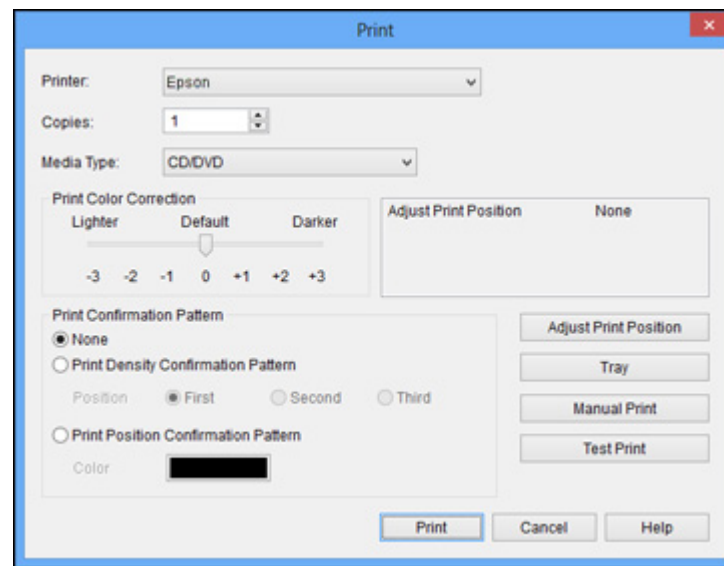 Print
Printer: Epson
Copies: 1
Media Type: CD/DVD
Print Color Correction
Lighter Default Darker
-3 -2 -1 0 +1 +2 +3
Adjust Print Position None
Print Confirmation Pattern
None
Print Density Confirmation Pattern
Position First Second Third
Print Position Confirmation Pattern
Color
Adjust Print Position
Tray
Manual Print
Test Print
Print Cancel Help